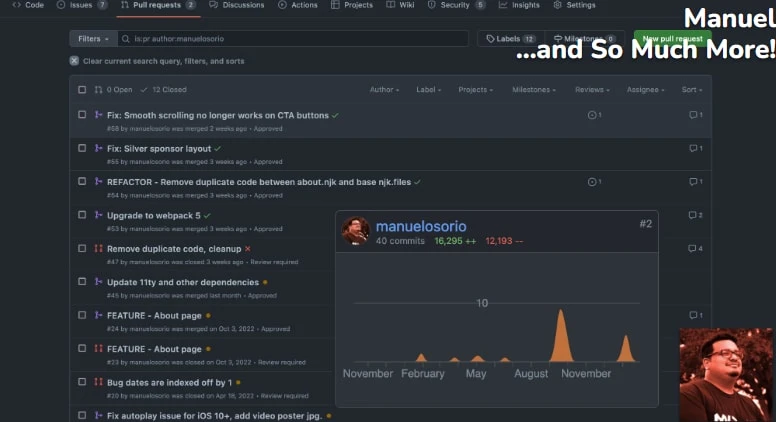 Code Issues 7 Pull requests 2 Discussions Actions Projects Wiki Security 5 Insights Settings
Manuel
...and So Much More!
Filters is:pr author:manuelosorio Labels 12 Milestones 0 New pull request
Clear current search query, filters, and sorts
0 Open 12 Closed Author Label Projects Milestones Reviews Assignee Sort
Fix: Smooth scrolling no longer works on CTA buttons 1 1
#58 by manuelosorio was merged 2 weeks ago • Approved
Fix: Silver sponsor layout 1
#55 by manuelosorio was merged 3 weeks ago • Approved
REFACTOR - Remove duplicate code between about.njk and base njk.files 1 1
#54 by manuelosorio was merged 3 weeks ago • Approved
Upgrade to webpack 5 2
#53 by manuelosorio was merged 3 weeks ago • Approved
Remove duplicate code, cleanup 4
#47 by manuelosorio was closed 3 weeks ago • Review required
Update 11ty and other dependencies
#45 by manuelosorio was merged last month • Approved
FEATURE - About page 1
#24 by manuelosorio was merged on Oct 3, 2022 • Approved
FEATURE - About page
#23 by manuelosorio was closed on Oct 3, 2022 • Review required
Bug dates are indexed off by 1
#20 by manuelosorio was closed on Apr 18, 2022 • Review required
Fix autoplay issue for iOS 10+, add video poster jpg.
manuelosorio #2
40 commits 16,295 ++ 12,193 --
10
November February May August November